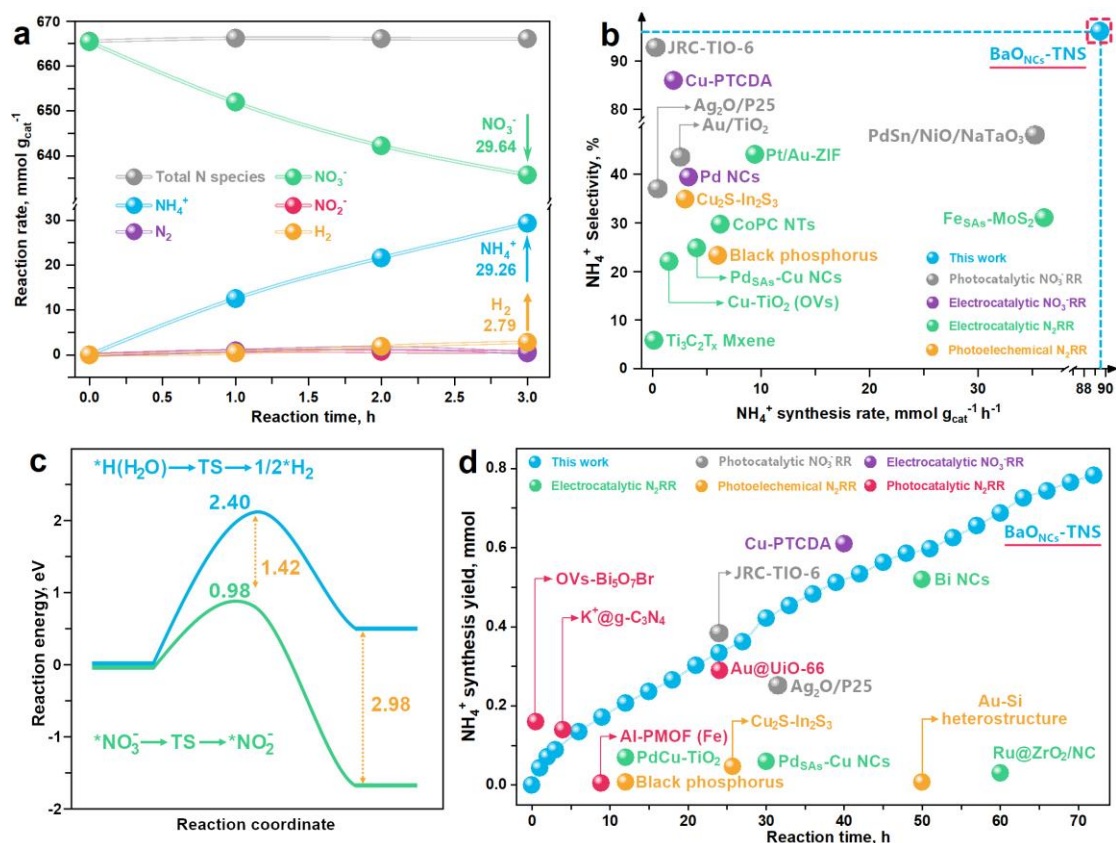 a
670
660
650
640
30
20
10
0
Reaction rate, mmol g_cat⁻¹
NO₃⁻
29.64
Total N species
NH₄⁺
N₂
NO₃⁻
NO₂⁻
H₂
NH₄⁺
29.26
H₂
2.79
0.0 0.5 1.0 1.5 2.0 2.5 3.0
Reaction time, h
b
90
80
50
40
30
20
10
0
NH₄⁺ Selectivity, %
JRC-TIO-6
BaO_NCs-TNS
Cu-PTCDA
Ag₂O/P25
Au/TiO₂
PdSn/NiO/NaTaO₃
Pt/Au-ZIF
Pd NCs
Cu₂S-In₂S₃
CoPC NTs
Fe_SAs-MoS₂
Black phosphorus
Pd_SAs-Cu NCs
Cu-TiO₂ (OVs)
Ti₃C₂Tₓ Mxene
This work
Photocatalytic NO₃⁻RR
Electrocatalytic NO₃⁻RR
Electrocatalytic N₂RR
Photoelechemical N₂RR
0 10 20 30 88 90
NH₄⁺ synthesis rate, mmol g_cat⁻¹ h⁻¹
c
2
1
0
-1
-2
Reaction energy, eV
*H(H₂O)→TS→1/2*H₂
2.40
1.42
0.98
2.98
*NO₃⁻→TS→*NO₂⁻
Reaction coordinate
d
0.8
0.6
0.4
0.2
0.0
NH₄⁺ synthesis yield, mmol
This work
Photocatalytic NO₃⁻RR
Electrocatalytic NO₃⁻RR
Electrocatalytic N₂RR
Photoelechemical N₂RR
Photocatalytic N₂RR
BaO_NCs-TNS
Cu-PTCDA
JRC-TIO-6
Bi NCs
OVs-Bi₅O₇Br
K⁺@g-C₃N₄
Au@UiO-66
Ag₂O/P25
Au-Si
heterostructure
Cu₂S-In₂S₃
Al-PMOF (Fe)
PdCu-TiO₂
Pd_SAs-Cu NCs
Ru@ZrO₂/NC
Black phosphorus
0 10 20 30 40 50 60 70
Reaction time, h